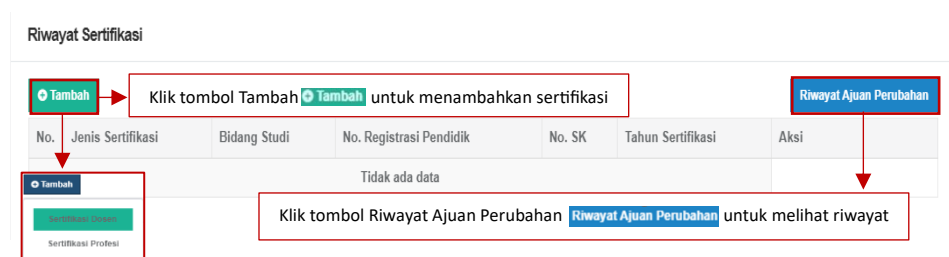 Riwayat Sertifikasi
Tambah
Klik tombol Tambah Tambah untuk menambahkan sertifikasi
Riwayat Ajuan Perubahan
No. Jenis Sertifikasi Bidang Studi No. Registrasi Pendidik No. SK Tahun Sertifikasi Aksi
Tidak ada data
Tambah
Sertifikasi Dosen
Sertifikasi Profesi
Klik tombol Riwayat Ajuan Perubahan Riwayat Ajuan Perubahan untuk melihat riwayat